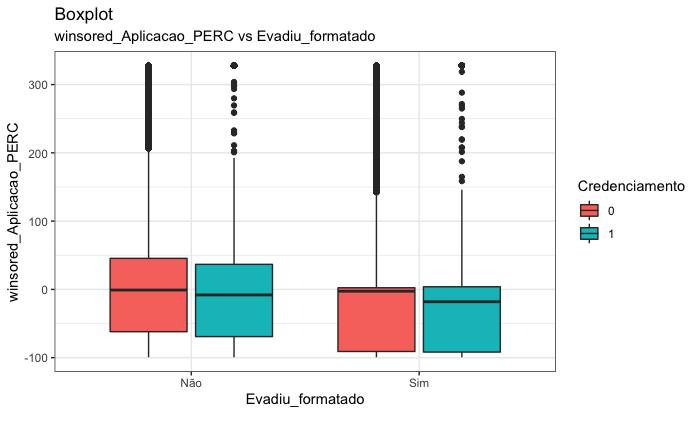 Boxplot
winsored_Aplicacao_PERC vs Evadiu_formatado
winsored_Aplicacao_PERC
300
200
100
0
-100
Não
Sim
Evadiu_formatado
Credenciamento
0
1